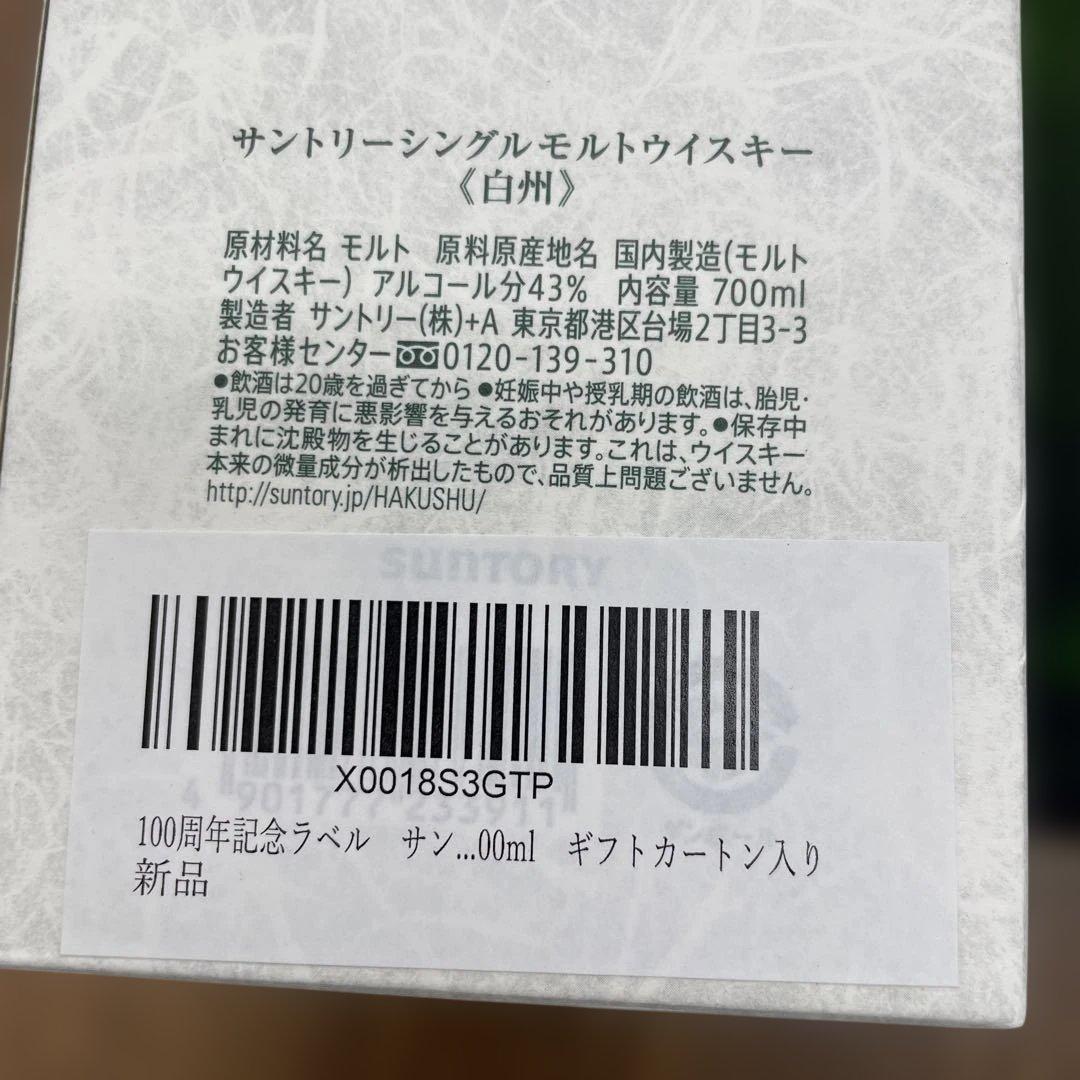 サントリーシングルモルトウイスキー
《白州》
原材料名 モルト 原料原産地名 国内製造(モルト
ウイスキー) アルコール分43% 内容量 700ml
製造者 サントリー(株)+A 東京都港区台場2丁目3-3
お客様センター 0120-139-310
●飲酒は20歳を過ぎてから ●妊娠中や授乳期の飲酒は、胎児・
乳児の発育に悪影響を与えるおそれがあります。●保存中
まれに沈殿物を生じることがあります。これは、ウイスキー
本来の微量成分が析出したもので、品質上問題ございません。
http://suntory.jp/HAKUSHU/
SUNTORY
X0018S3GTP
4 901777 235911
100周年記念ラベル サン...00ml ギフトカートン入り
新品